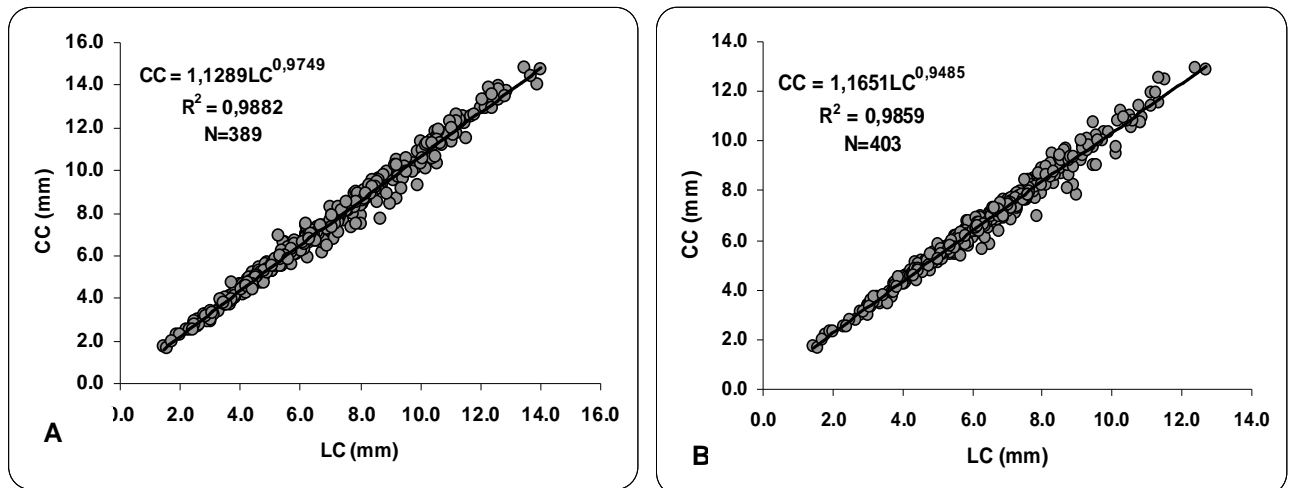 16.0
14.0
12.0
10.0
8.0
6.0
4.0
2.0
0.0
CC (mm)
CC = 1,1289LC^0,9749
R² = 0,9882
N=389
0.0 2.0 4.0 6.0 8.0 10.0 12.0 14.0 16.0
LC (mm)
A
14.0
12.0
10.0
8.0
6.0
4.0
2.0
0.0
CC (mm)
CC = 1,1651LC^0,9485
R² = 0,9859
N=403
0.0 2.0 4.0 6.0 8.0 10.0 12.0 14.0
LC (mm)
B